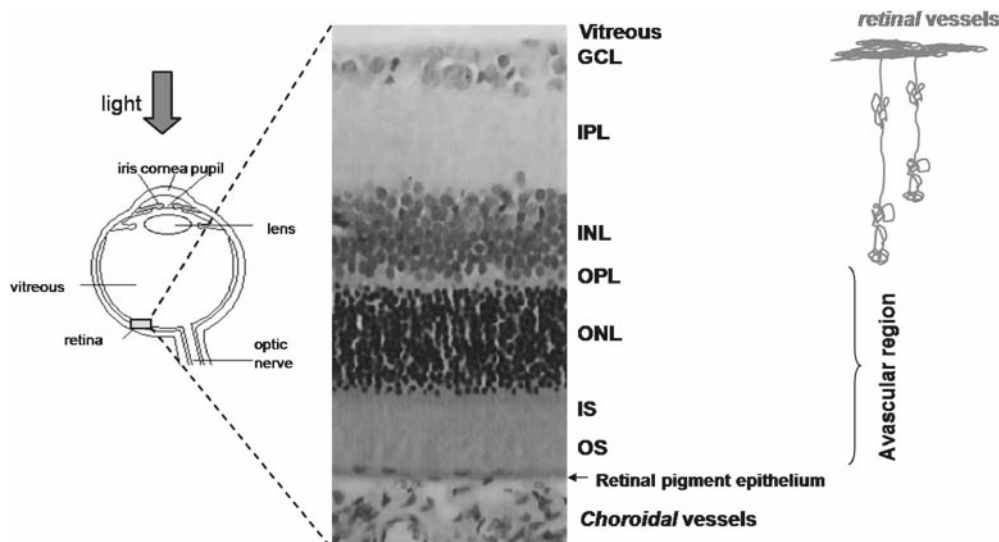 light
iris cornea pupil
lens
vitreous
retina
optic
nerve
Vitreous
GCL
IPL
INL
OPL
ONL
IS
OS
Retinal pigment epithelium
Choroidal vessels
retinal vessels
Avascular region